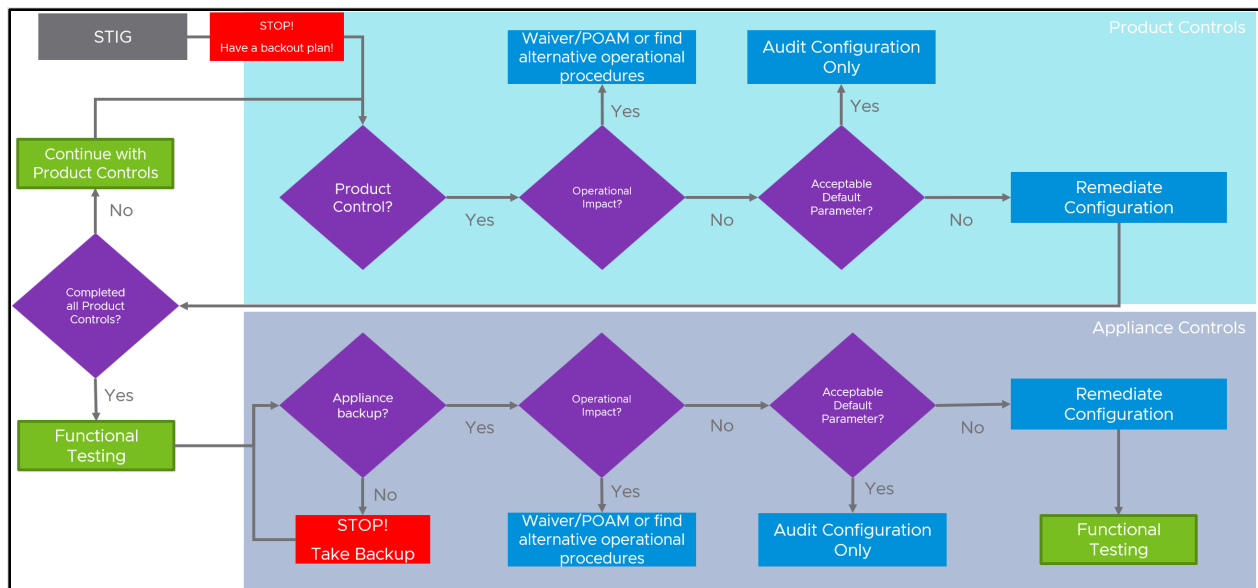 STIG
STOP!
Have a backout plan!
Product Controls
Waiver/POAM or find
alternative operational
procedures
Audit Configuration
Only
Yes
Yes
Continue with
Product Controls
No
Product
Control?
Yes
Operational
Impact?
No
Acceptable
Default
Parameter?
No
Remediate
Configuration
Completed
all Product
Controls?
Yes
Functional
Testing
Appliance Controls
Appliance
backup?
Yes
Operational
Impact?
No
Acceptable
Default
Parameter?
No
Remediate
Configuration
No
Yes
Yes
STOP!
Take Backup
Waiver/POAM or find
alternative operational
procedures
Audit Configuration
Only
Functional
Testing